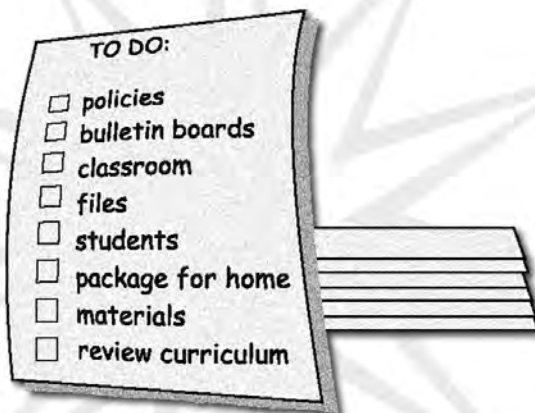 TO DO:
policies
bulletin boards
classroom
files
students
package for home
materials
review curriculum